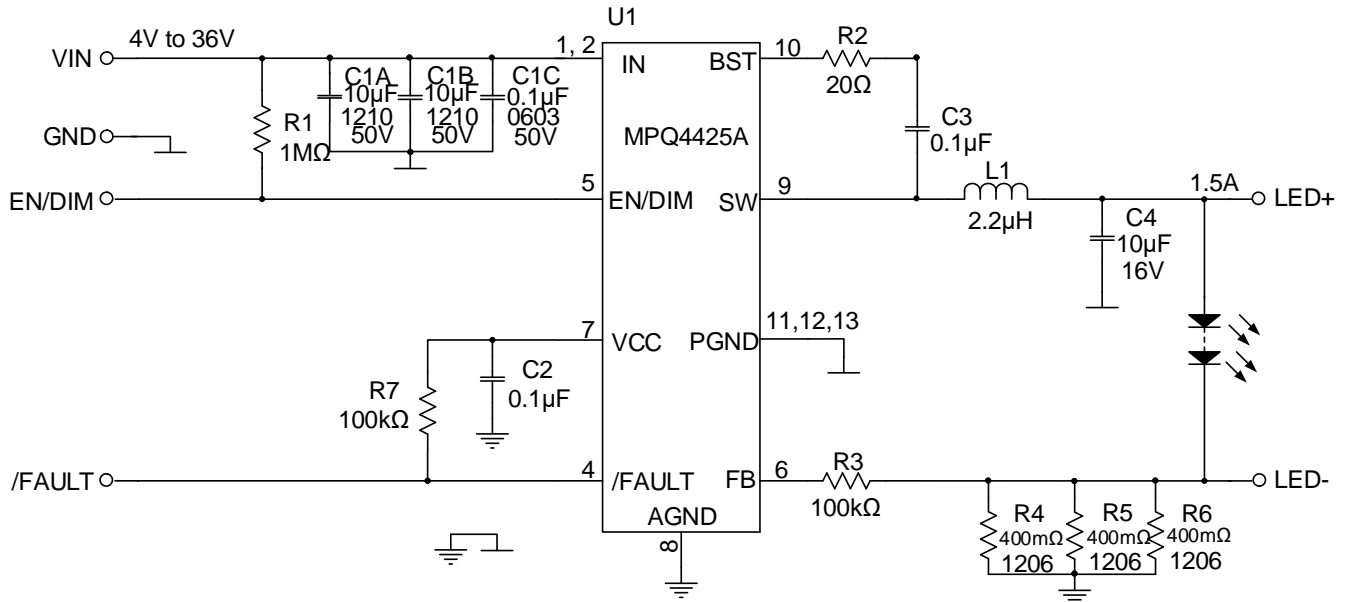 U1
4V to 36V
VIN
1, 2
IN
BST
10
R2
20Ω
C1A
10µF
1210
50V
C1B
10µF
1210
50V
C1C
0.1µF
0603
50V
R1
1MΩ
GND
MPQ4425A
C3
0.1µF
EN/DIM
5
EN/DIM
SW
9
L1
2.2µH
1.5A
LED+
C4
10µF
16V
7
VCC
PGND
11,12,13
C2
0.1µF
R7
100kΩ
/FAULT
4
/FAULT
FB
6
R3
100kΩ
LED-
AGND
8
R4
400mΩ
1206
R5
400mΩ
1206
R6
400mΩ
1206